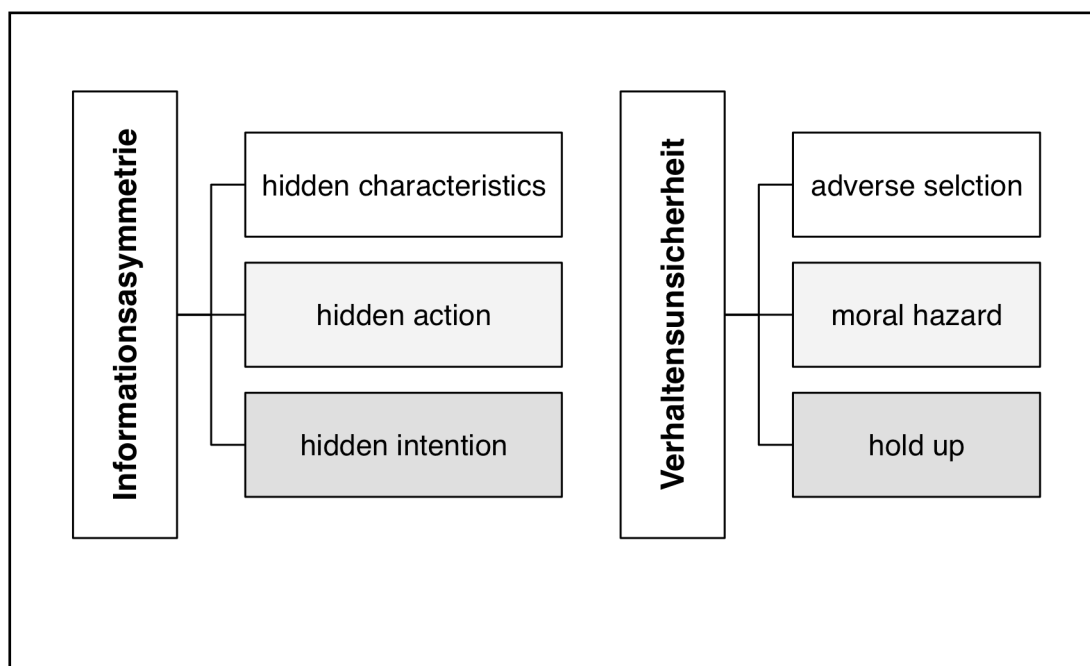 Informationsasymmetrie
hidden characteristics
hidden action
hidden intention
Verhaltensunsicherheit
adverse selction
moral hazard
hold up